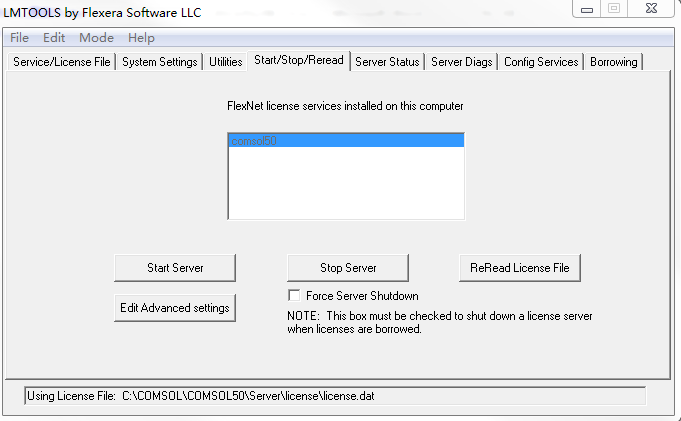 LMTOOLS by Flexera Software LLC
File Edit Mode Help
Service/License File System Settings Utilities Start/Stop/Reread Server Status Server Diags Config Services Borrowing
FlexNet license services installed on this computer
comsol50
Start Server Stop Server ReRead License File
Edit Advanced settings Force Server Shutdown
NOTE: This box must be checked to shut down a license server
when licenses are borrowed.
Using License File: C:\COMSOL\COMSOL50\Server\license\license.dat